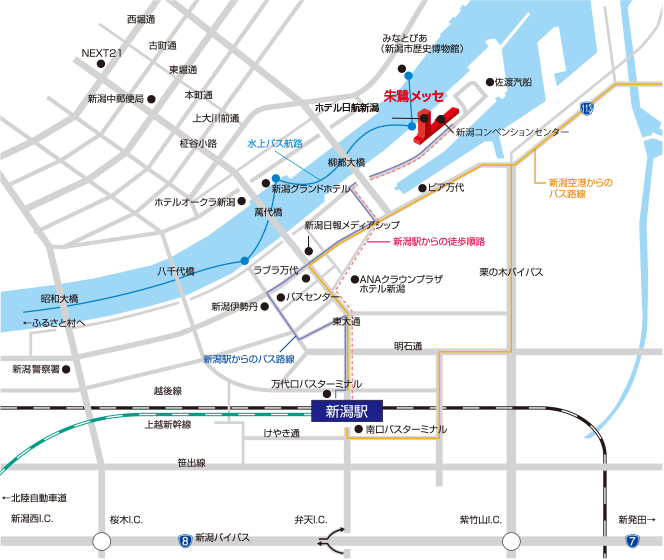 西堀通
みなとぴあ
(新潟市歴史博物館)
古町通
NEXT21
東堀通
佐渡汽船
新潟中郵便局
本町通
朱鷺メッセ
ホテル日航新潟
113
上大川前通
新潟コンベンションセンター
柾谷小路
水上バス航路
柳都大橋
新潟空港からの
バス路線
新潟グランドホテル
ピア万代
ホテルオークラ新潟
萬代橋
新潟日報メディアシップ
新潟駅からの徒歩順路
八千代橋
ラブラ万代
栗の木バイパス
ANAクラウンプラザ
ホテル新潟
昭和大橋
バスセンター
新潟伊勢丹
←ふるさと村へ
東大通
明石通
新潟駅からのバス路線
新潟警察署
万代口バスターミナル
越後線
新潟駅
上越新幹線
けやき通
南口バスターミナル
笹出線
←北陸自動車道
新潟西I.C.
桜木I.C.
弁天I.C.
紫竹山I.C.
新発田→
8
新潟バイパス
7